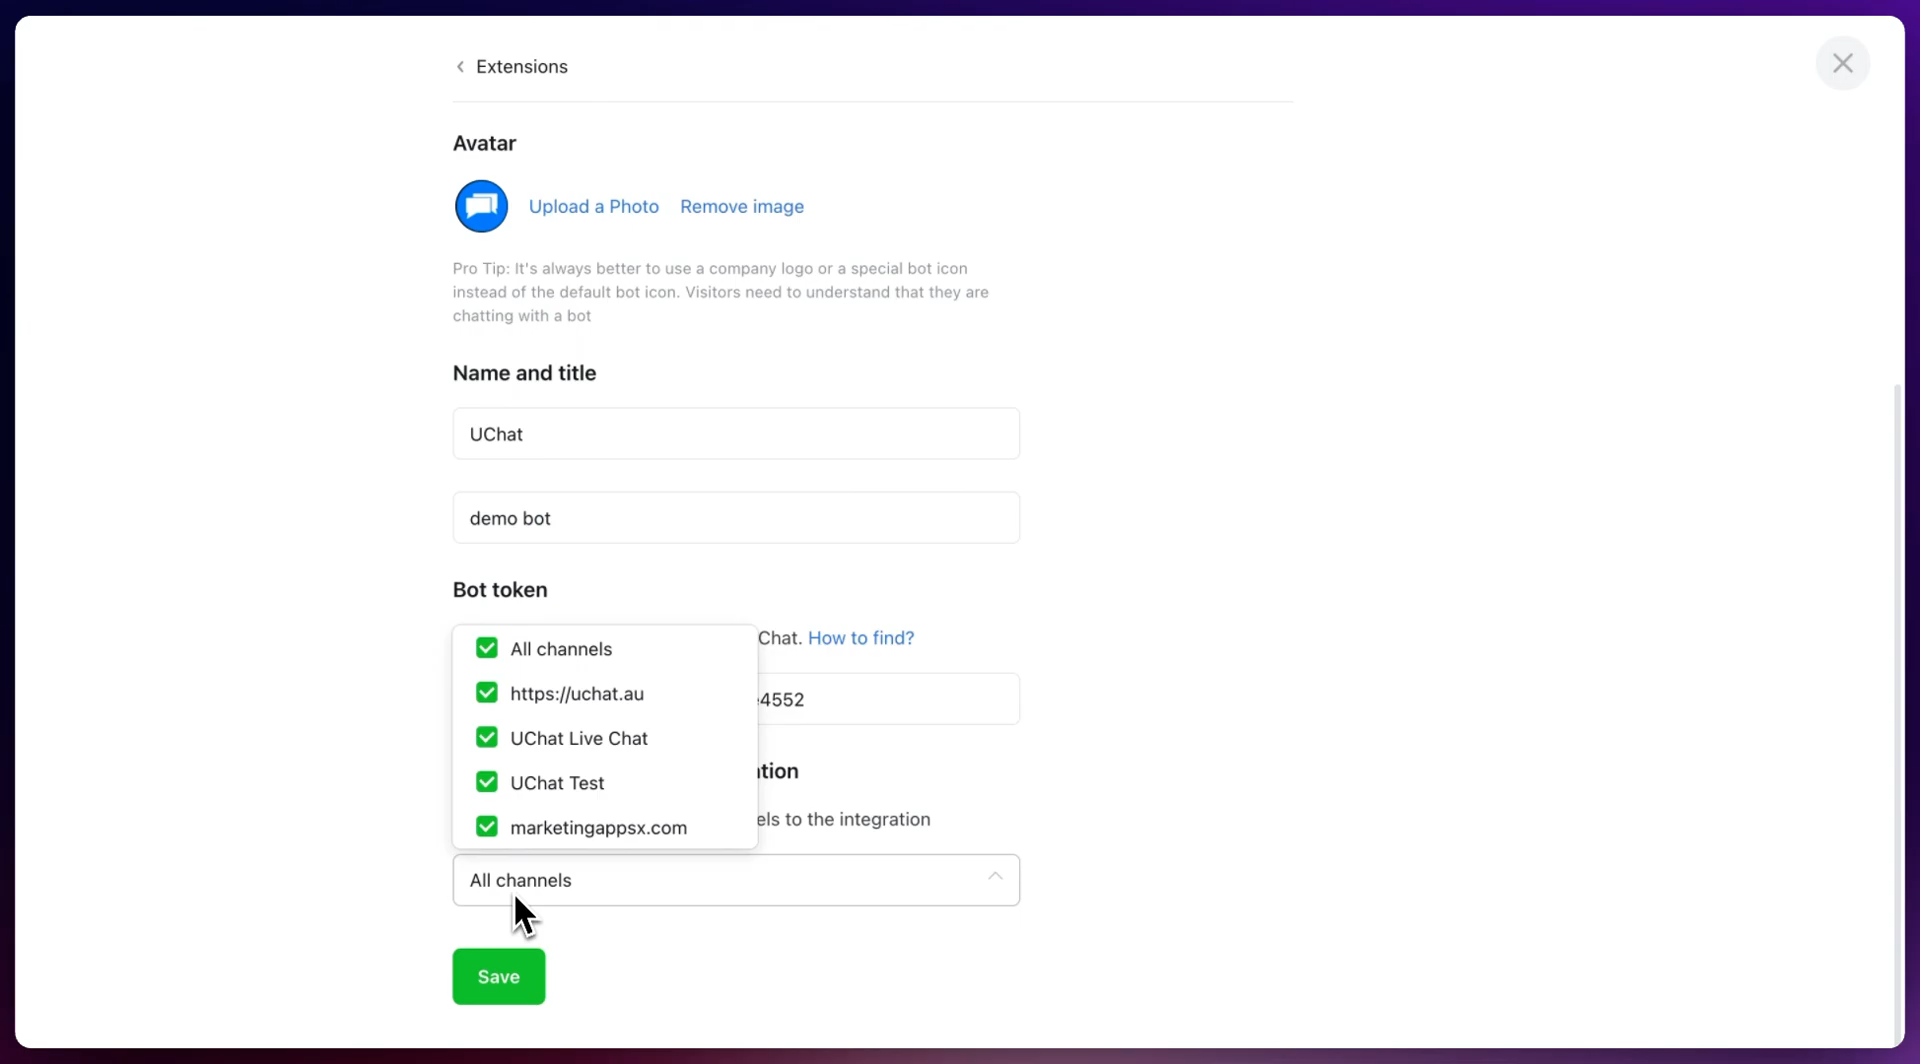 Extensions
Avatar
Upload a Photo Remove image
Pro Tip: It's always better to use a company logo or a special bot icon
instead of the default bot icon. Visitors need to understand that they are
chatting with a bot
Name and title
UChat
demo bot
Bot token
Chat. How to find?
All channels
https://uchat.au
4552
UChat Live Chat
ation
UChat Test
els to the integration
marketingappsx.com
All channels
Save